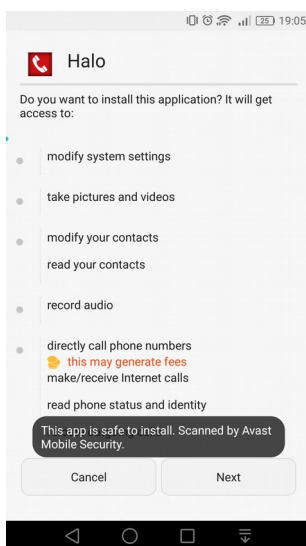 25 19:05
Halo
Do you want to install this application? It will get
access to:
modify system settings
take pictures and videos
modify your contacts
read your contacts
record audio
directly call phone numbers
this may generate fees
make/receive Internet calls
read phone status and identity
This app is safe to install. Scanned by Avast
Mobile Security.
Cancel
Next